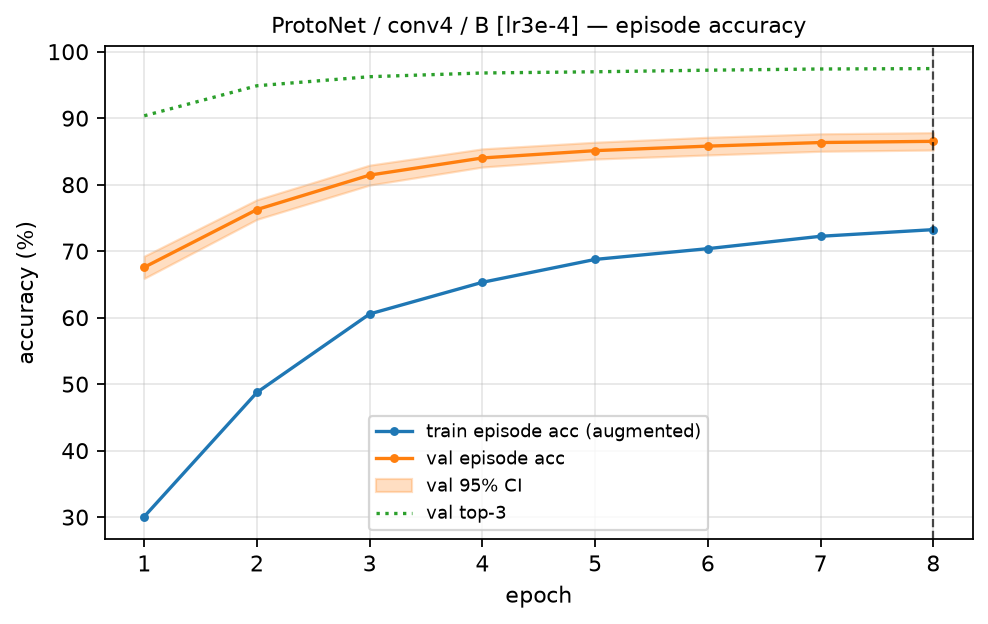 ProtoNet / conv4 / B [lr3e-4] — episode accuracy
100
90
80
70
60
50
40
30
accuracy (%)
train episode acc (augmented)
val episode acc
val 95% CI
val top-3
1 2 3 4 5 6 7 8
epoch